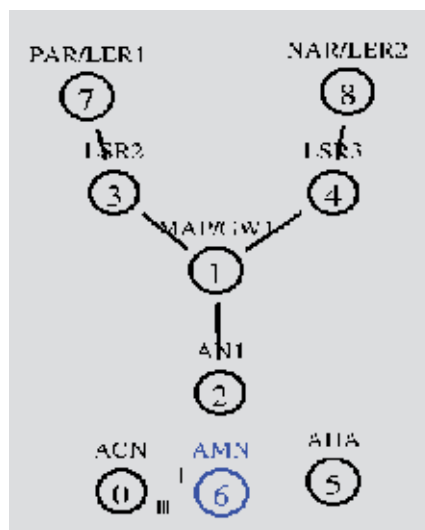 PAR/LER1 NAR/LER2
7 8
LSR2 LSR3
3 4
MAP/GW1
1
AN1
2
ACN AMN AHA
0 6 5